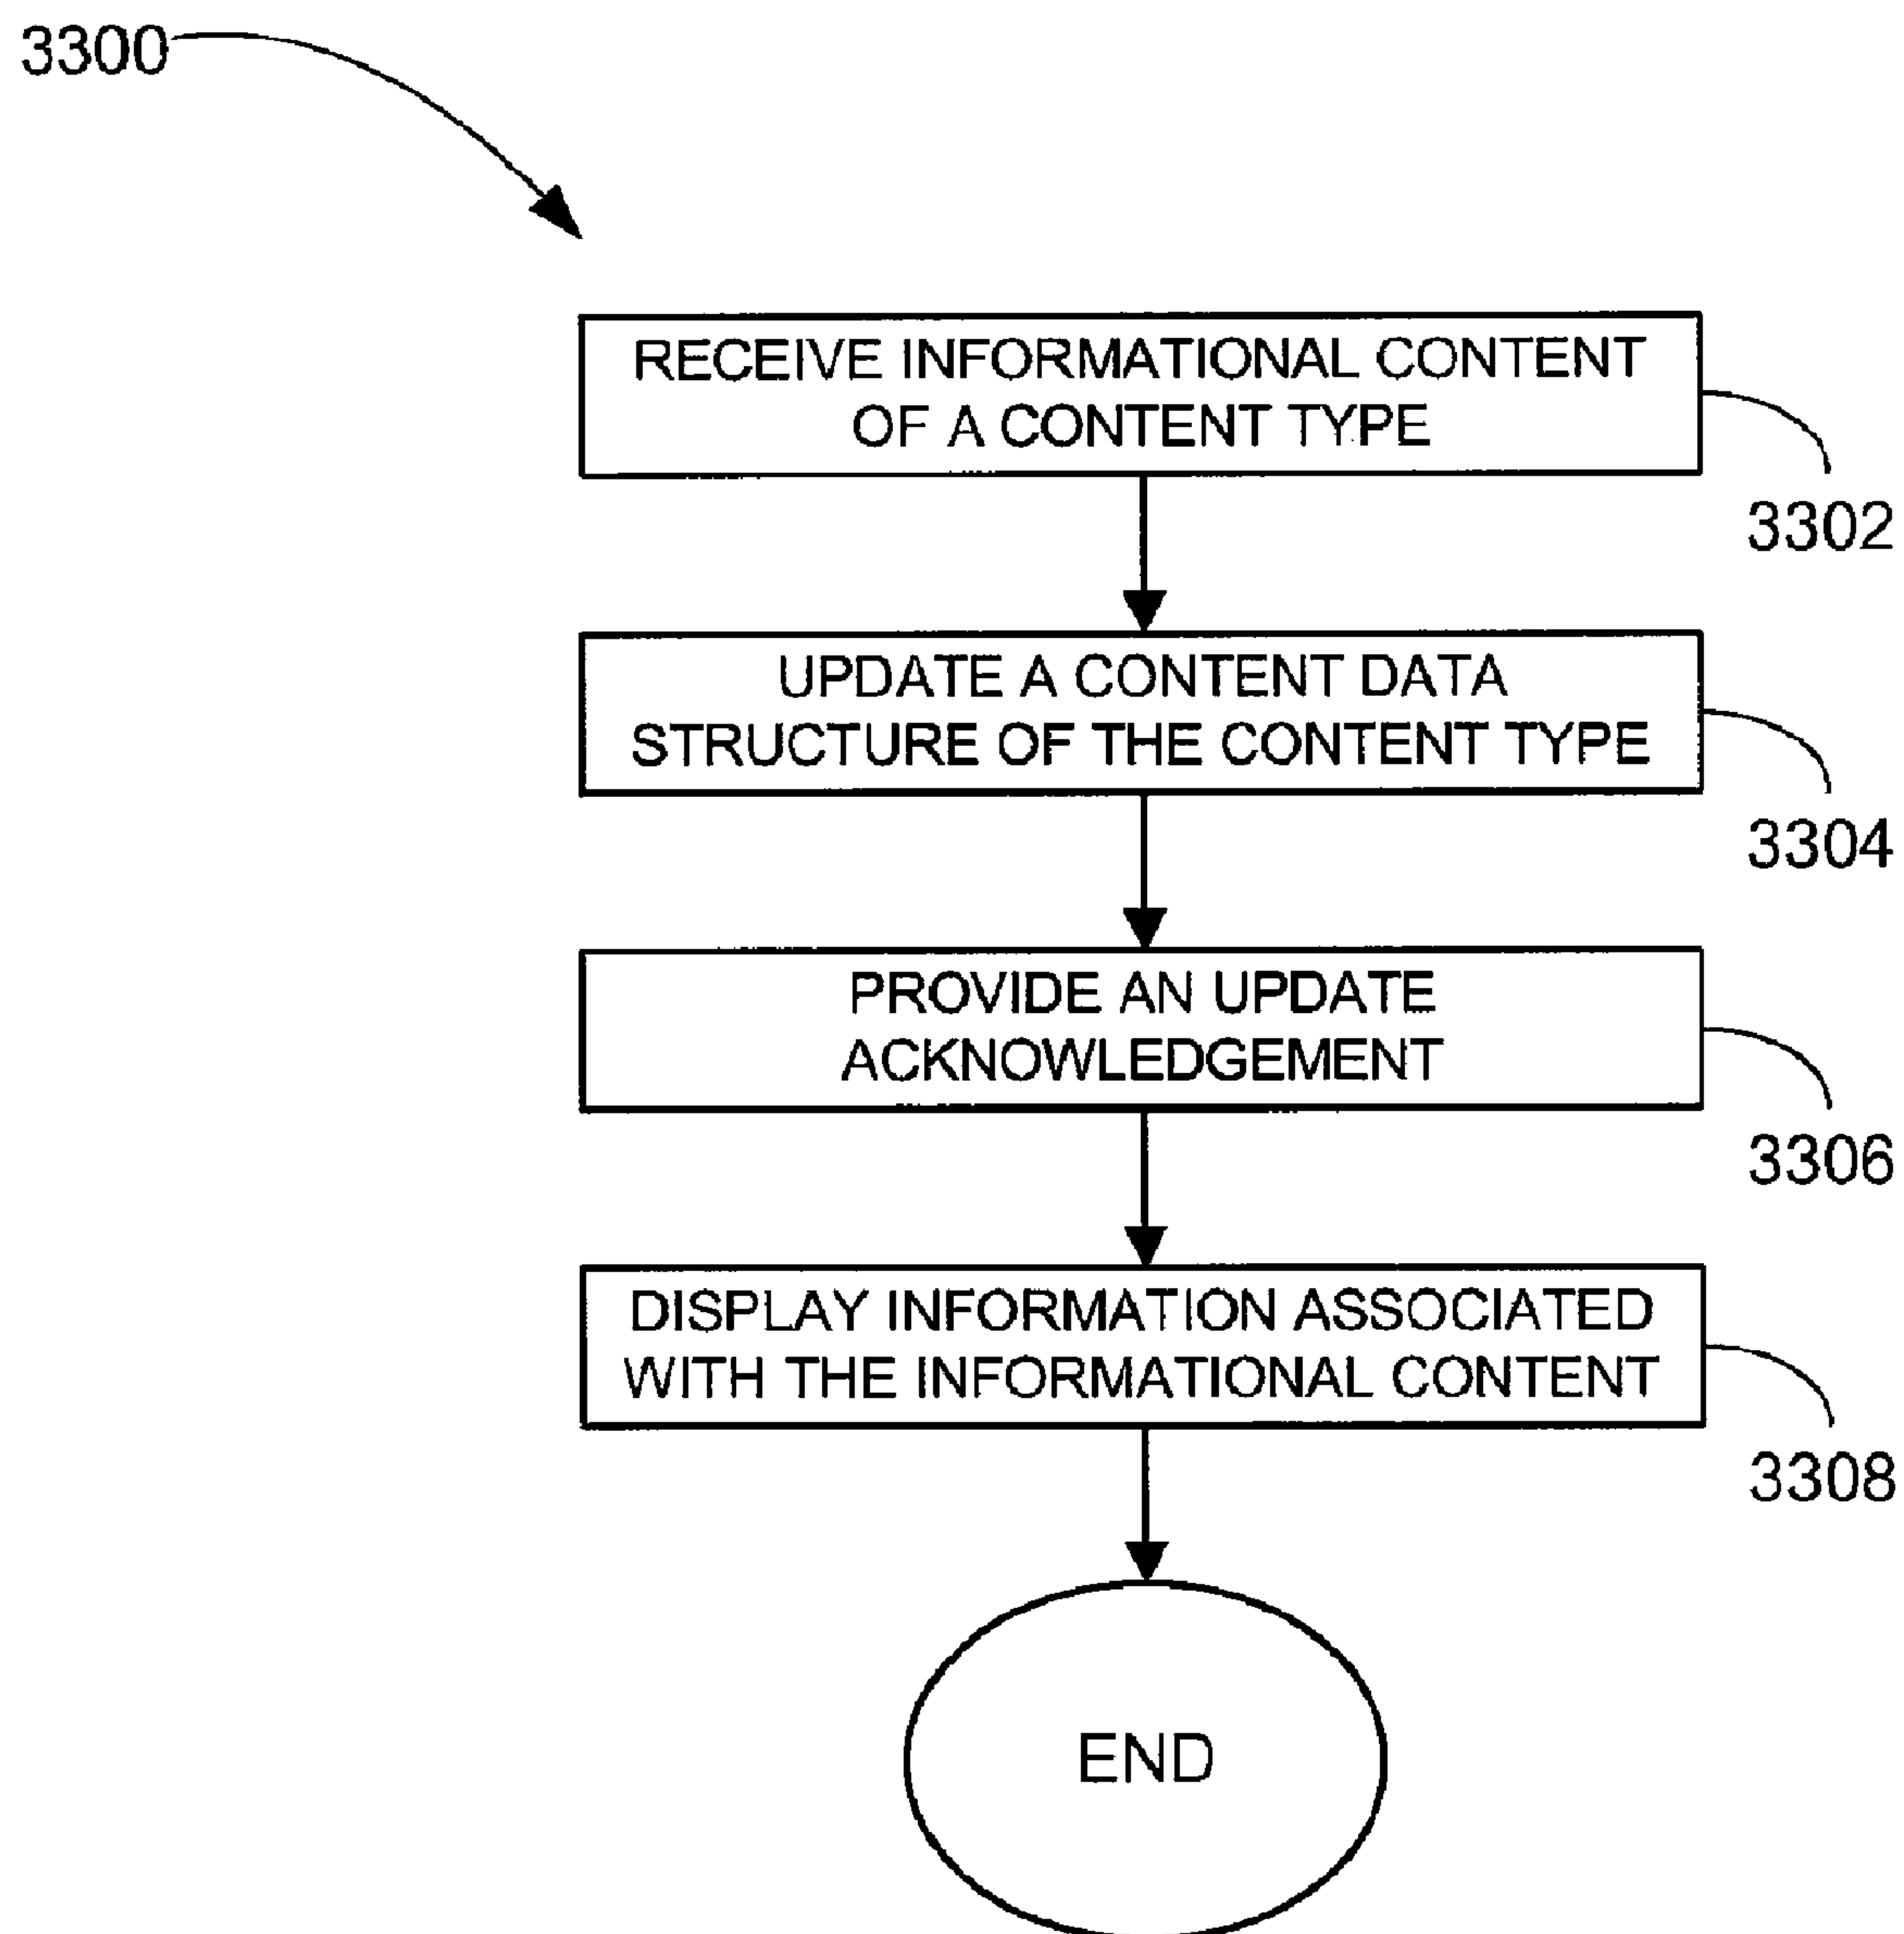 3300
RECEIVE INFORMATIONAL CONTENT
OF A CONTENT TYPE
3302
UPDATE A CONTENT DATA
STRUCTURE OF THE CONTENT TYPE
3304
PROVIDE AN UPDATE
ACKNOWLEDGEMENT
3306
DISPLAY INFORMATION ASSOCIATED
WITH THE INFORMATIONAL CONTENT
3308
END